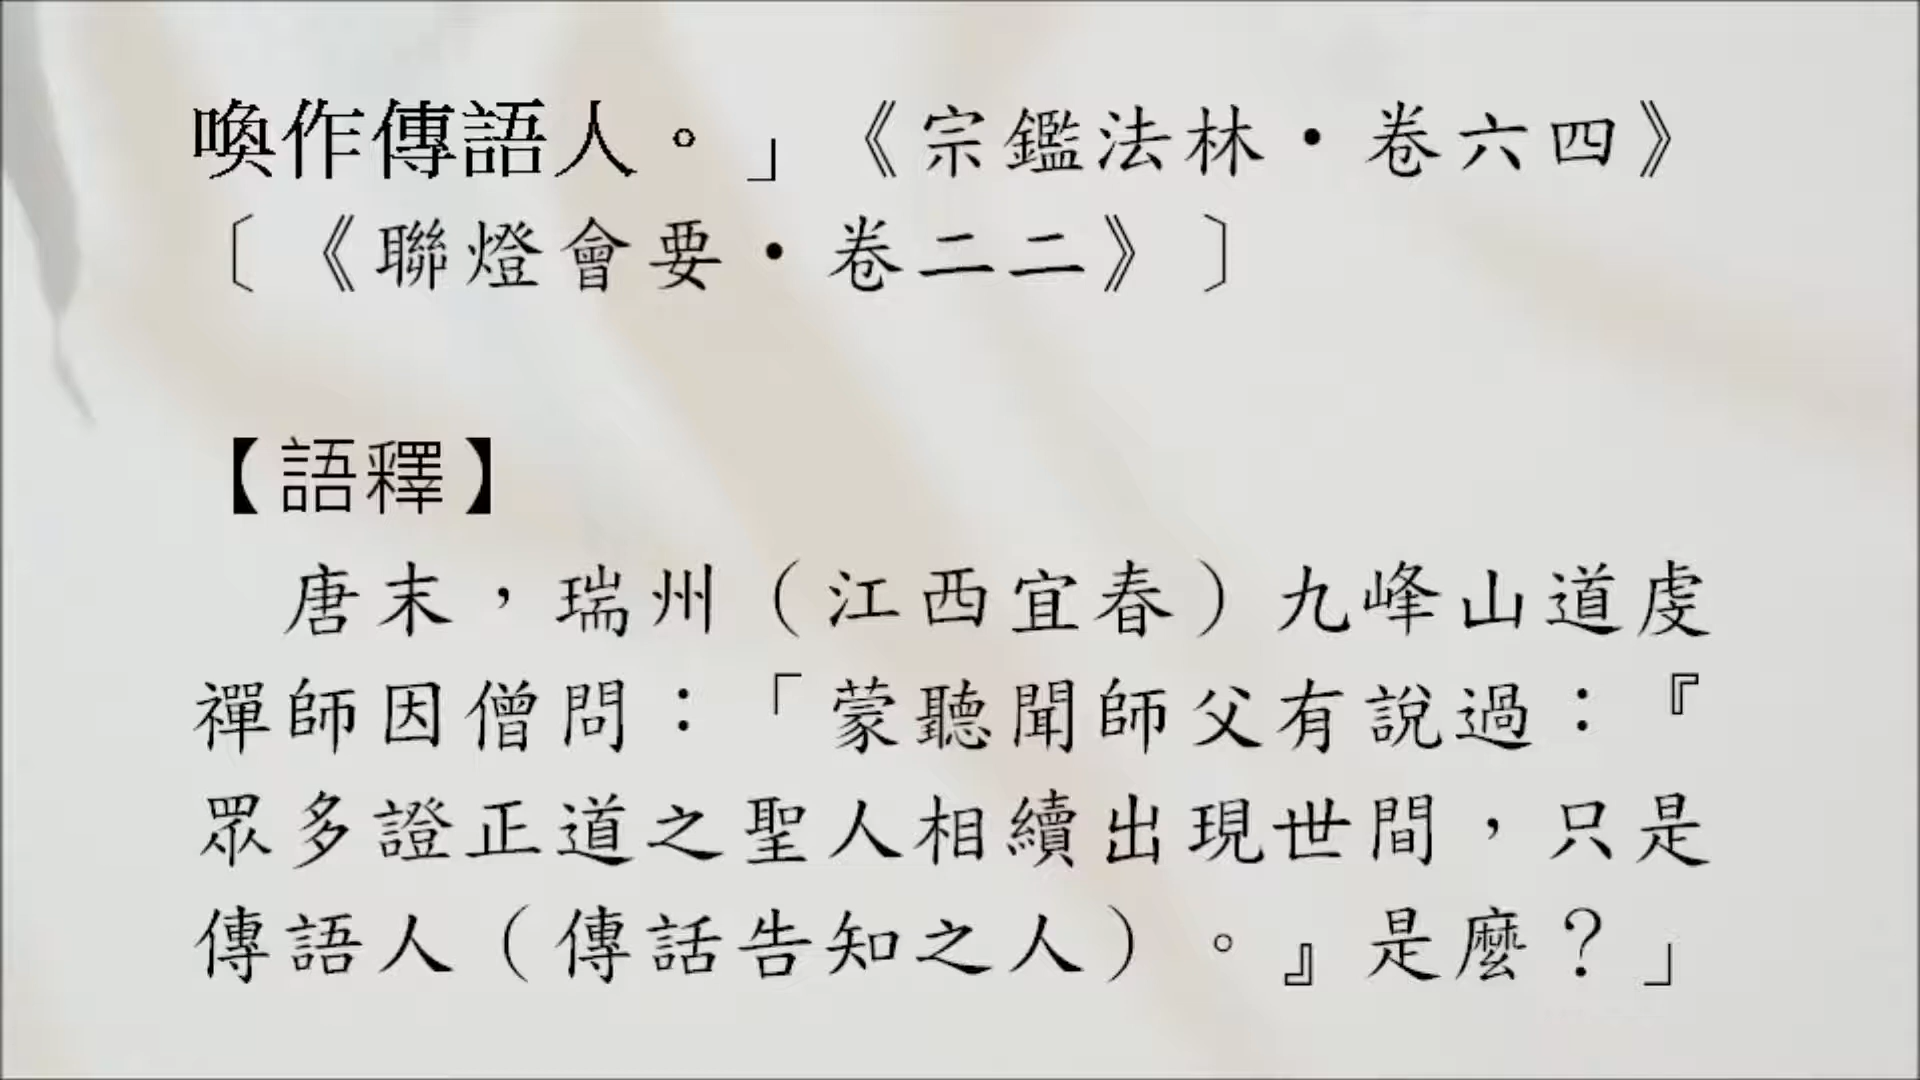 喚作傳語人。」《宗鑑法林·卷六四》
〔《聯燈會要·卷二二》〕
【語釋】
唐末，瑞州（江西宜春）九峰山道虔
禪師因僧問：「蒙聽聞師父有說過：『
眾多證正道之聖人相續出現世間，只是
傳語人（傳話告知之人）。』是麼？」